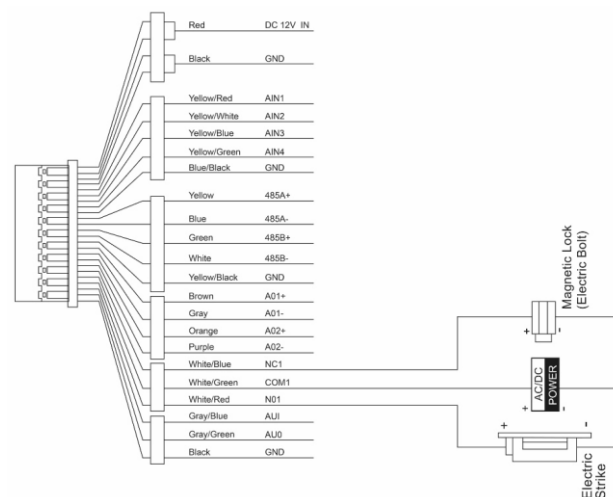 Red DC 12V IN
Black GND
Yellow/Red AIN1
Yellow/White AIN2
Yellow/Blue AIN3
Yellow/Green AIN4
Blue/Black GND
Yellow 485A+
Blue 485A-
Green 485B+
White 485B-
Yellow/Black GND
Brown A01+
Gray A01-
Orange A02+
Purple A02-
White/Blue NC1
White/Green COM1
White/Red N01
Gray/Blue AUI
Gray/Green AU0
Black GND
Magnetic Lock
(Electric Bolt)
+ -
AC/DC
POWER
+ -
+ -
Electric
Strike